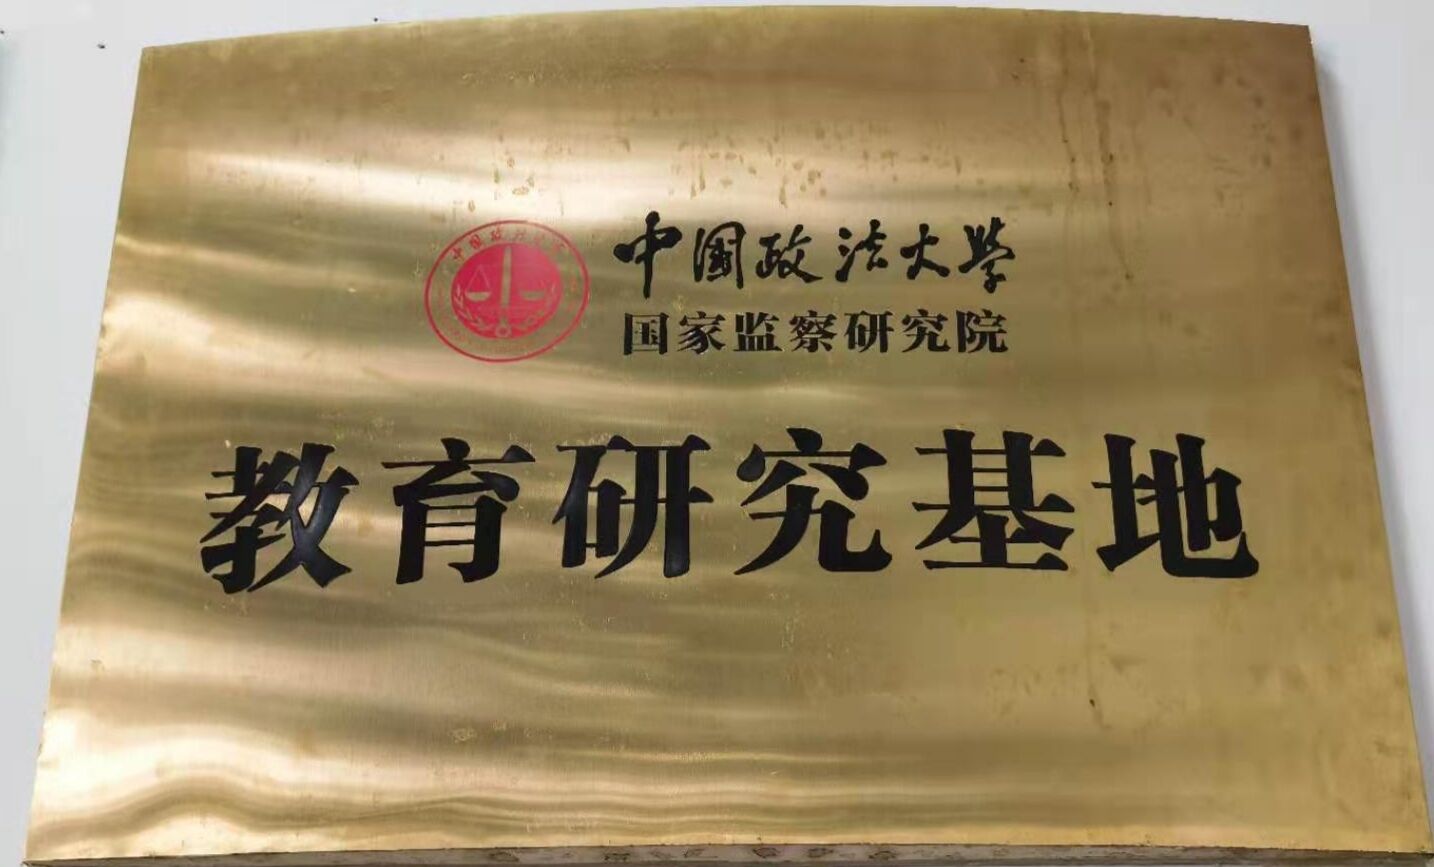 中国政法大学
国家监察研究院
教育研究基地